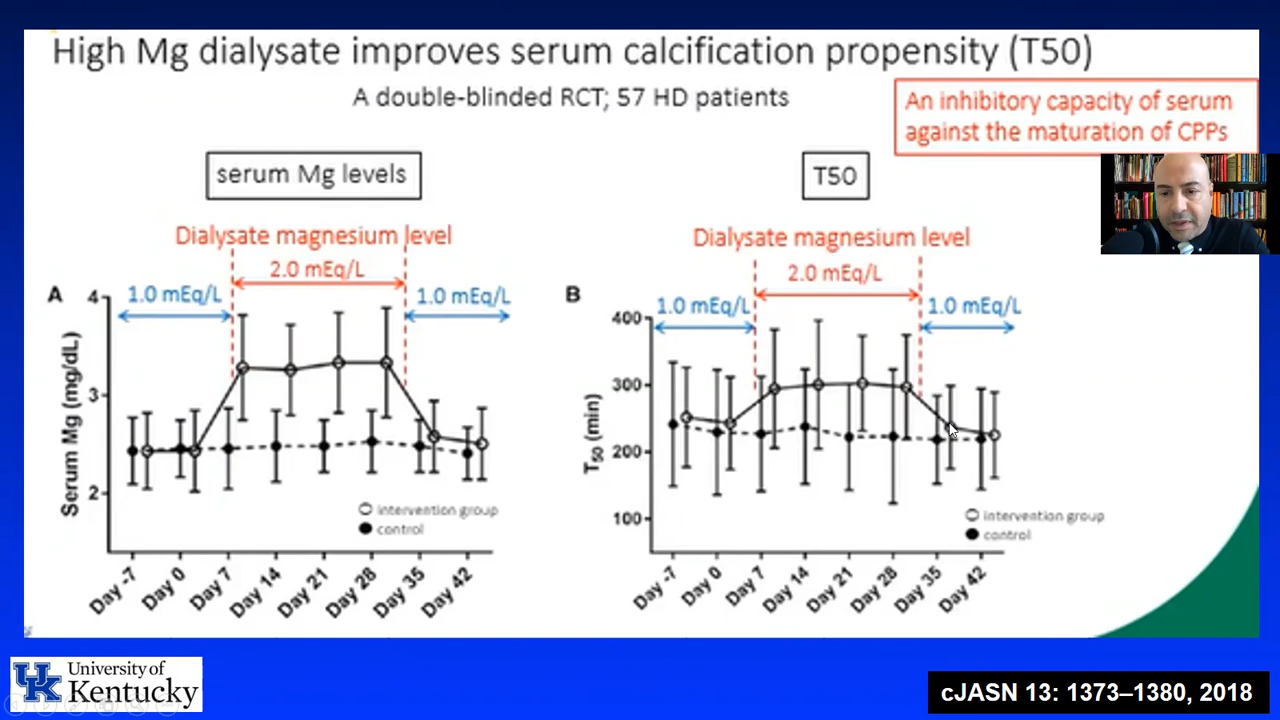 High Mg dialysate improves serum calcification propensity (T50)
A double-blinded RCT; 57 HD patients
An inhibitory capacity of serum
against the maturation of CPPs
serum Mg levels
Dialysate magnesium level
2.0 mEq/L
1.0 mEq/L
1.0 mEq/L
A
Serum Mg (mg/dL)
4
3
2
intervention group
control
Day -7
Day 0
Day 7
Day 14
Day 21
Day 28
Day 35
Day 42
T50
Dialysate magnesium level
2.0 mEq/L
1.0 mEq/L
1.0 mEq/L
B
T50 (min)
400
300
200
100
intervention group
control
Day -7
Day 0
Day 7
Day 14
Day 21
Day 28
Day 35
Day 42
UK
University of
Kentucky
cJASN 13: 1373–1380, 2018